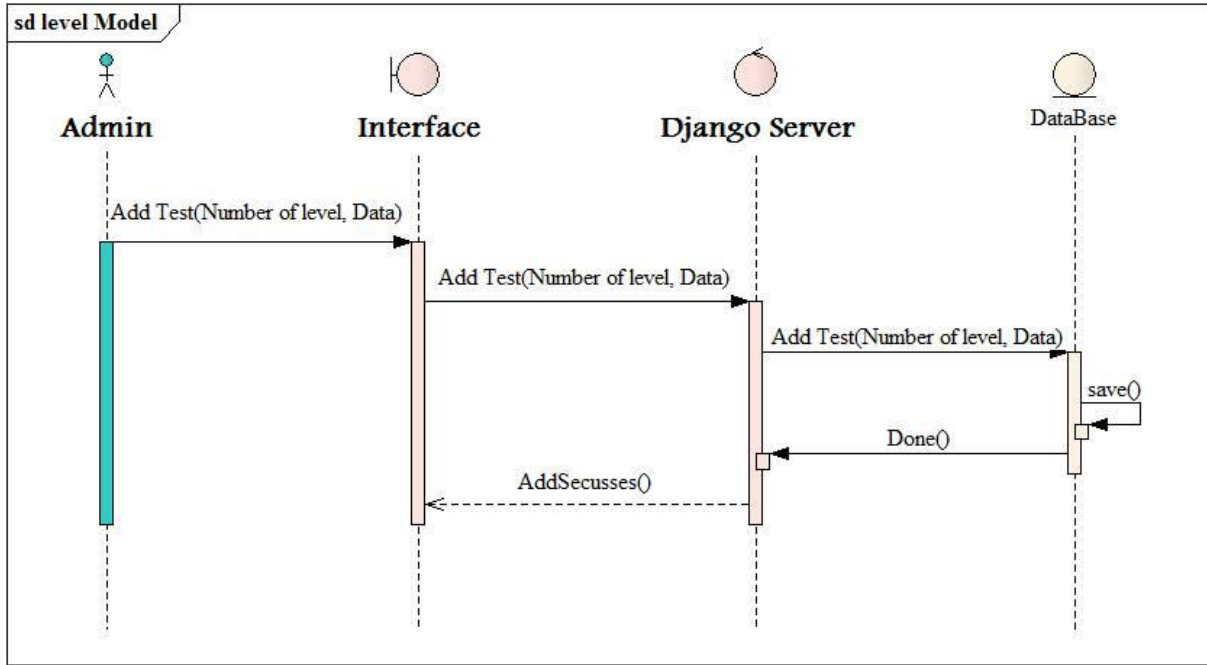 sd level Model
Admin
Interface
Django Server
DataBase
Add Test(Number of level, Data)
Add Test(Number of level, Data)
Add Test(Number of level, Data)
save()
Done()
AddSecusses()